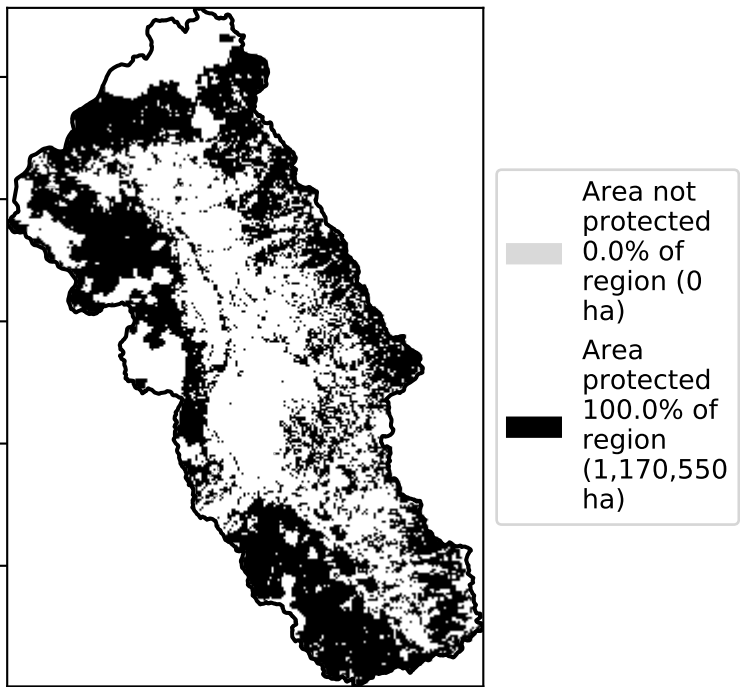 Area not
protected
0.0% of
region (0
ha)
Area
protected
100.0% of
region
(1,170,550
ha)